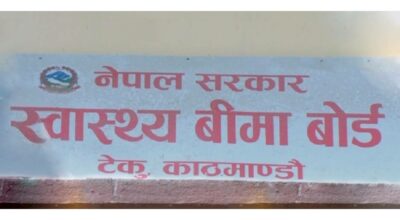 नेपाल सरकार
स्वास्थ्य बीमा बोर्ड
टेकु, काठमाण्डौ